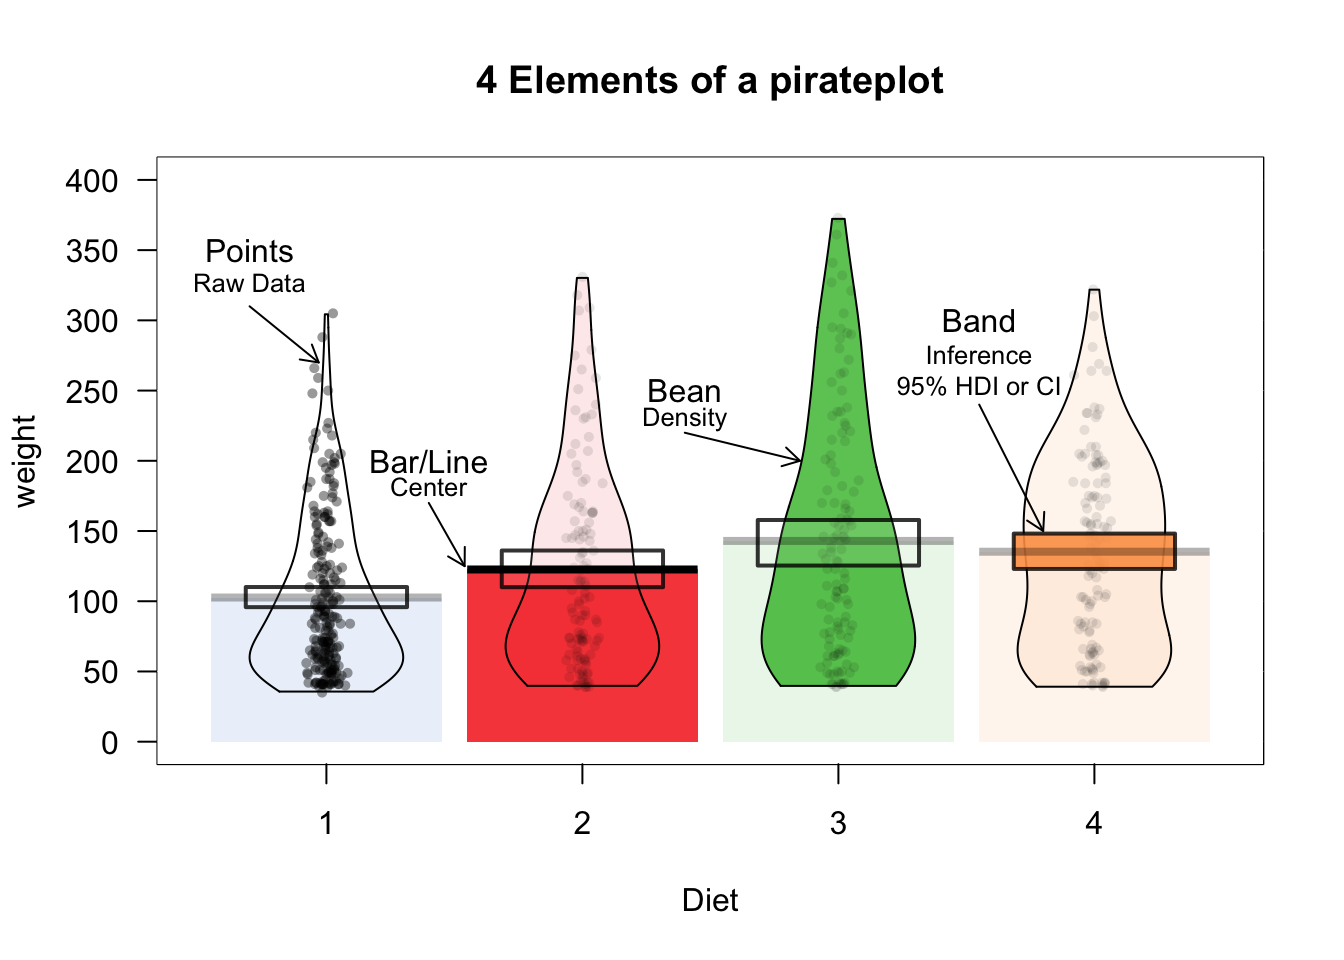 4 Elements of a pirateplot
400
350
300
250
200
150
100
50
0
weight
Points
Raw Data
Bar/Line
Center
Bean
Density
Band
Inference
95% HDI or CI
1 2 3 4
Diet